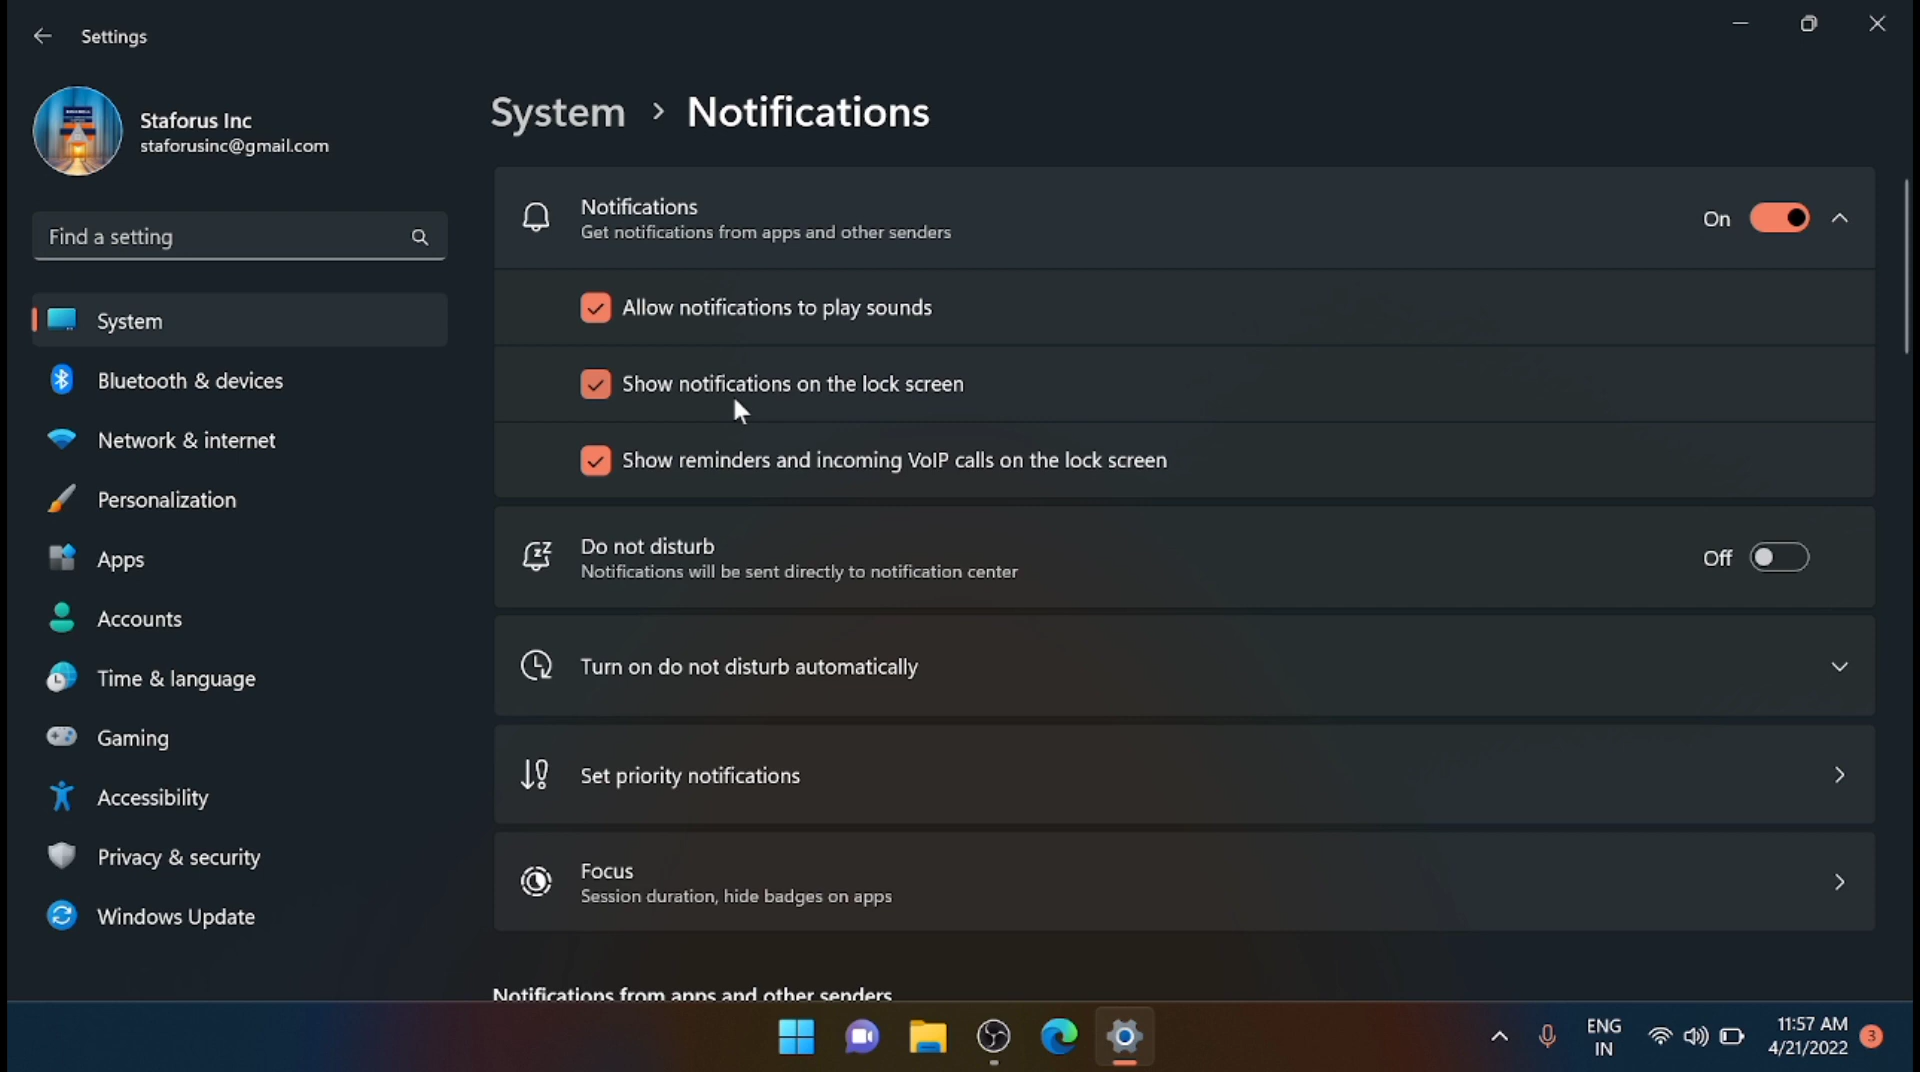 Settings
Staforus Inc
staforusinc@gmail.com
Find a setting
System
Bluetooth & devices
Network & internet
Personalization
Apps
Accounts
Time & language
Gaming
Accessibility
Privacy & security
Windows Update
System > Notifications
Notifications
Get notifications from apps and other senders
On
Allow notifications to play sounds
Show notifications on the lock screen
Show reminders and incoming VoIP calls on the lock screen
Do not disturb
Notifications will be sent directly to notification center
Off
Turn on do not disturb automatically
Set priority notifications
Focus
Session duration, hide badges on apps
Notifications from apps and other senders
ENG
IN
11:57 AM
4/21/2022
3